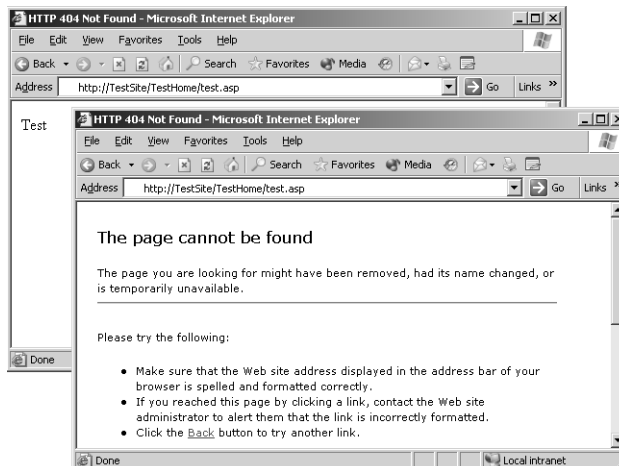 HTTP 404 Not Found - Microsoft Internet Explorer
File Edit View Favorites Tools Help
Back Search Favorites Media
Address http://TestSite/TestHome/test.asp Go Links »
Test
Done
HTTP 404 Not Found - Microsoft Internet Explorer
File Edit View Favorites Tools Help
Back Search Favorites Media
Address http://TestSite/TestHome/test.asp Go Links »
The page cannot be found
The page you are looking for might have been removed, had its name changed, or
is temporarily unavailable.
Please try the following:
• Make sure that the Web site address displayed in the address bar of your
browser is spelled and formatted correctly.
• If you reached this page by clicking a link, contact the Web site
administrator to alert them that the link is incorrectly formatted.
• Click the Back button to try another link.
Done Local intranet